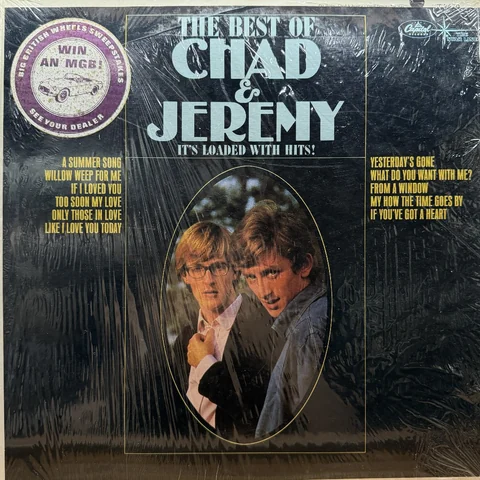 BIG BRITISH WHEELS SWEEPSTAKES
WIN
AN MGB!
SEE YOUR DEALER
THE BEST OF
CHAD
&
JEREMY
IT'S LOADED WITH HITS!
Capitol
A SUMMER SONG
WILLOW WEEP FOR ME
IF I LOVED YOU
TOO SOON MY LOVE
ONLY THOSE IN LOVE
LIKE I LOVE YOU TODAY
YESTERDAY'S GONE
WHAT DO YOU WANT WITH ME?
FROM A WINDOW
MY HOW THE TIME GOES BY
IF YOU'VE GOT A HEART